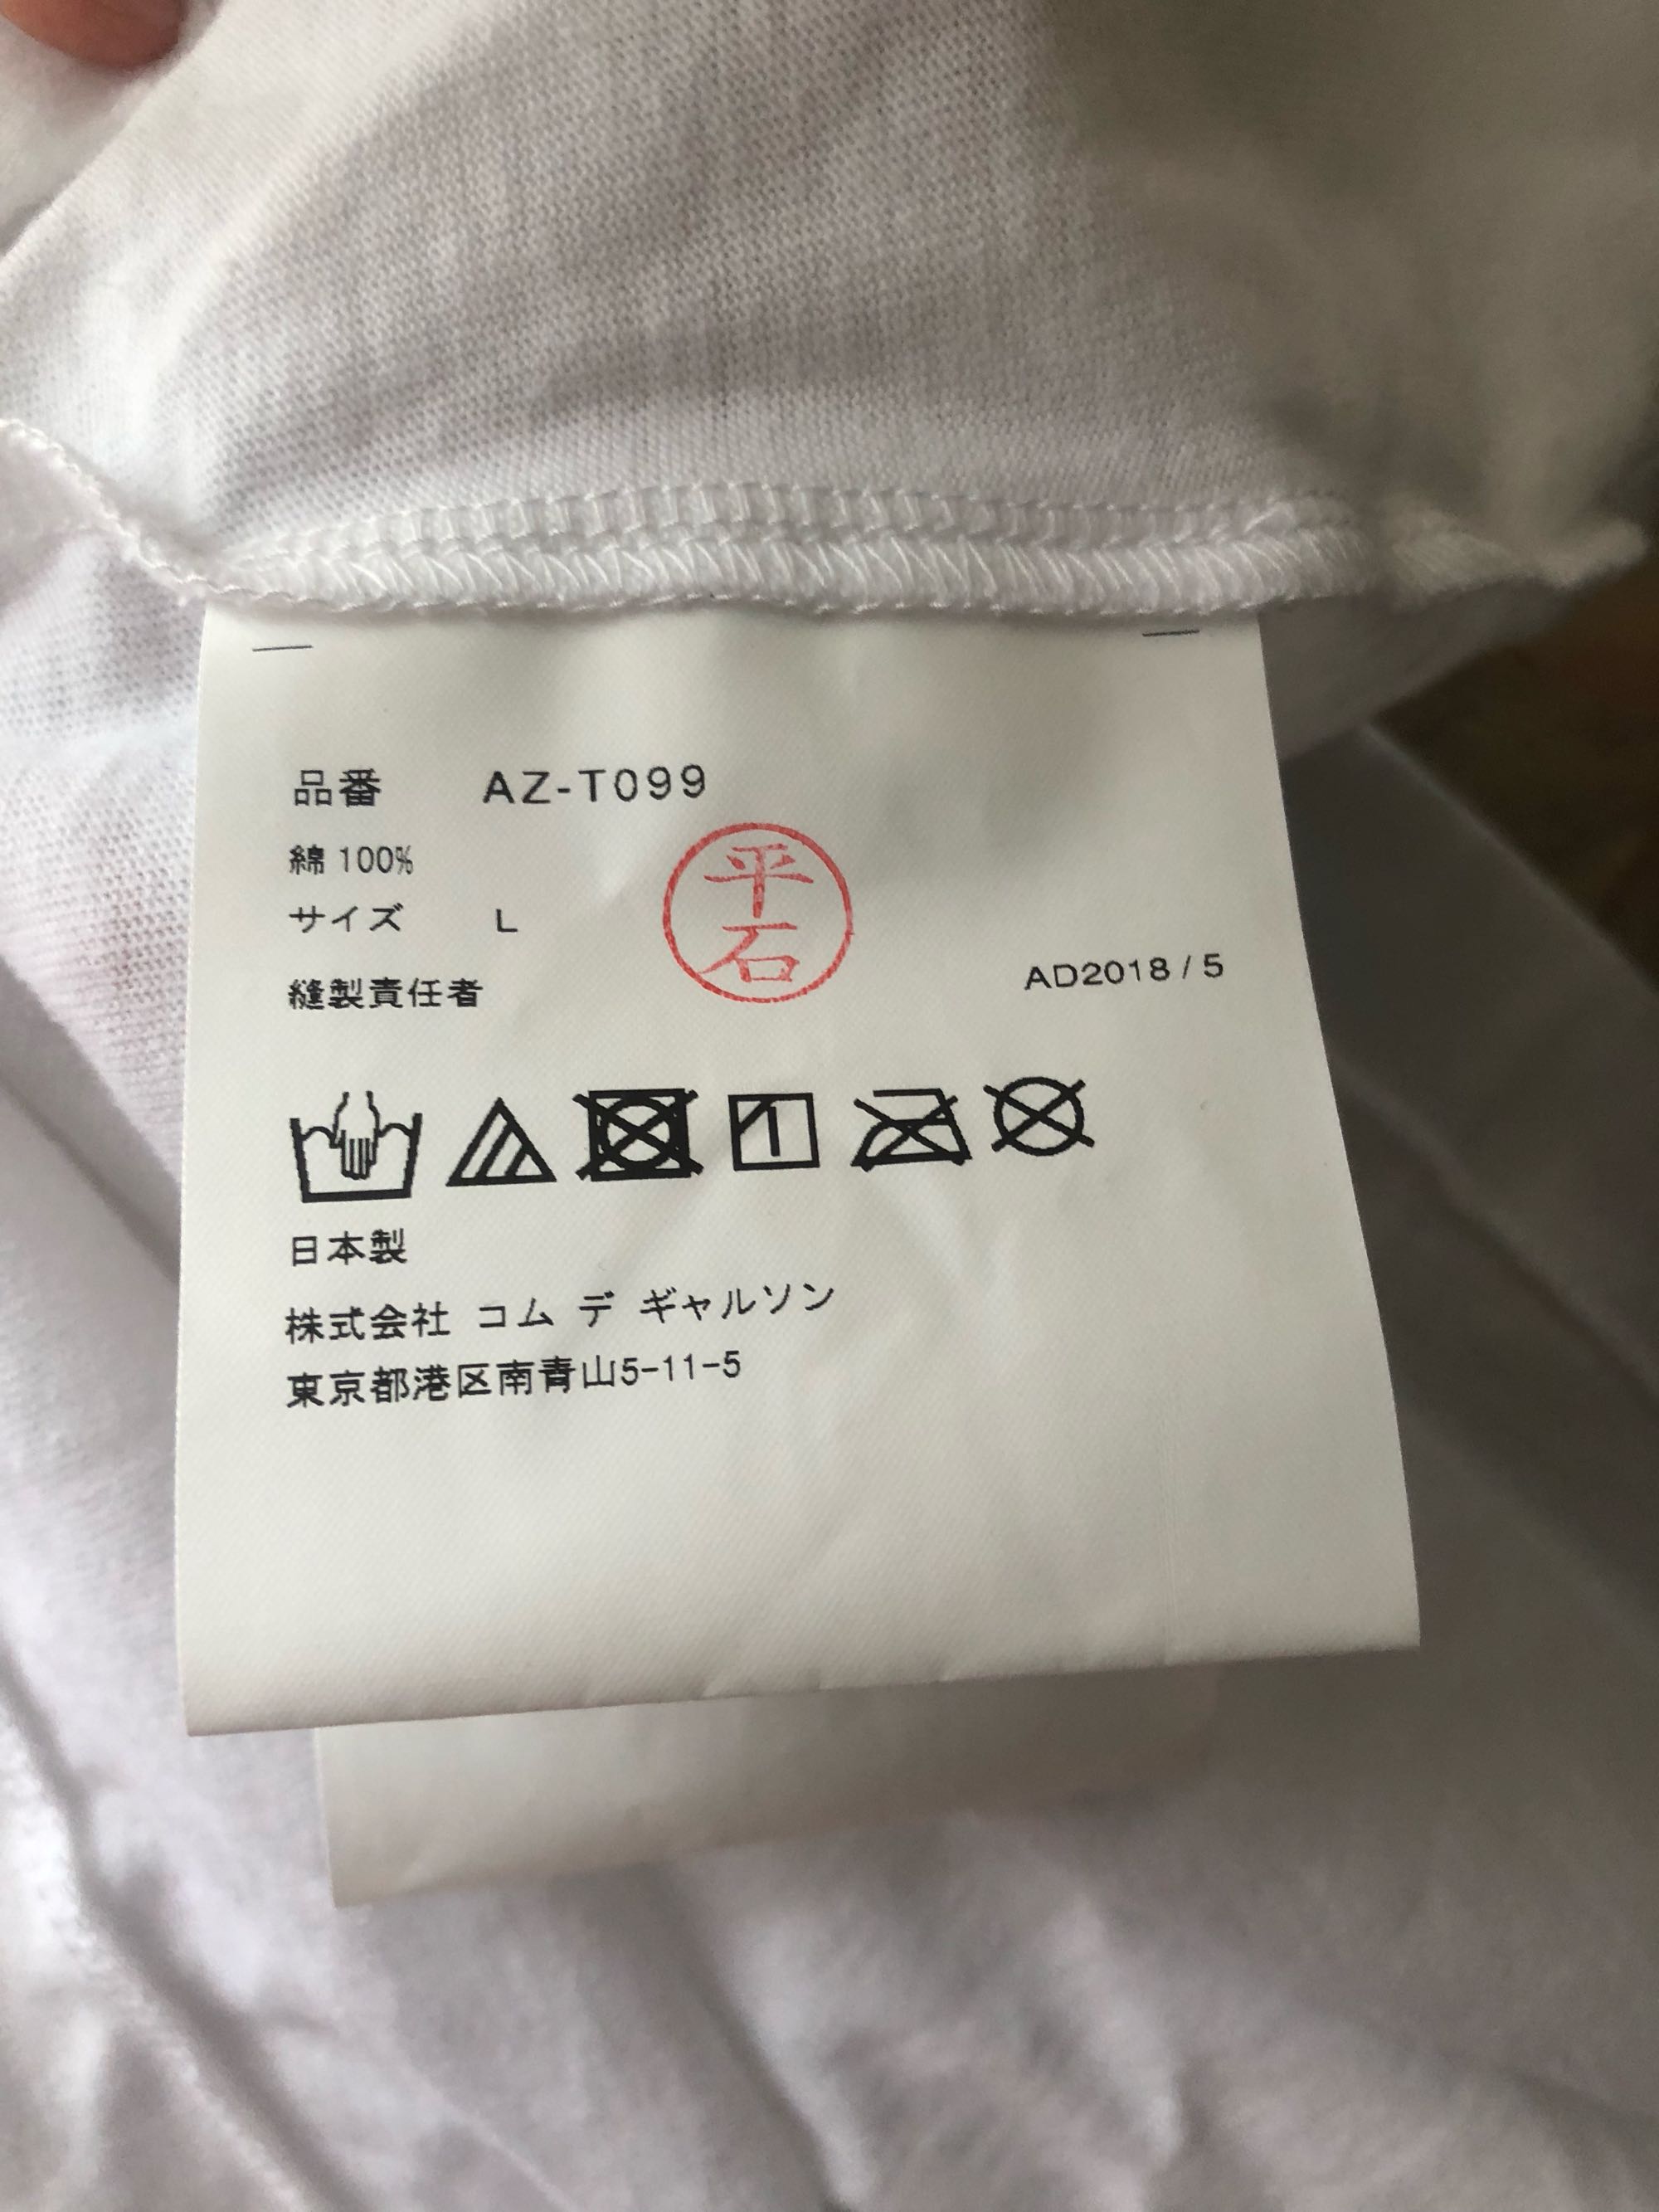 品番 AZ-T099
綿 100%
サイズ L
平石
縫製責任者
AD2018 / 5
日本製
株式会社 コム デ ギャルソン
東京都港区南青山5-11-5